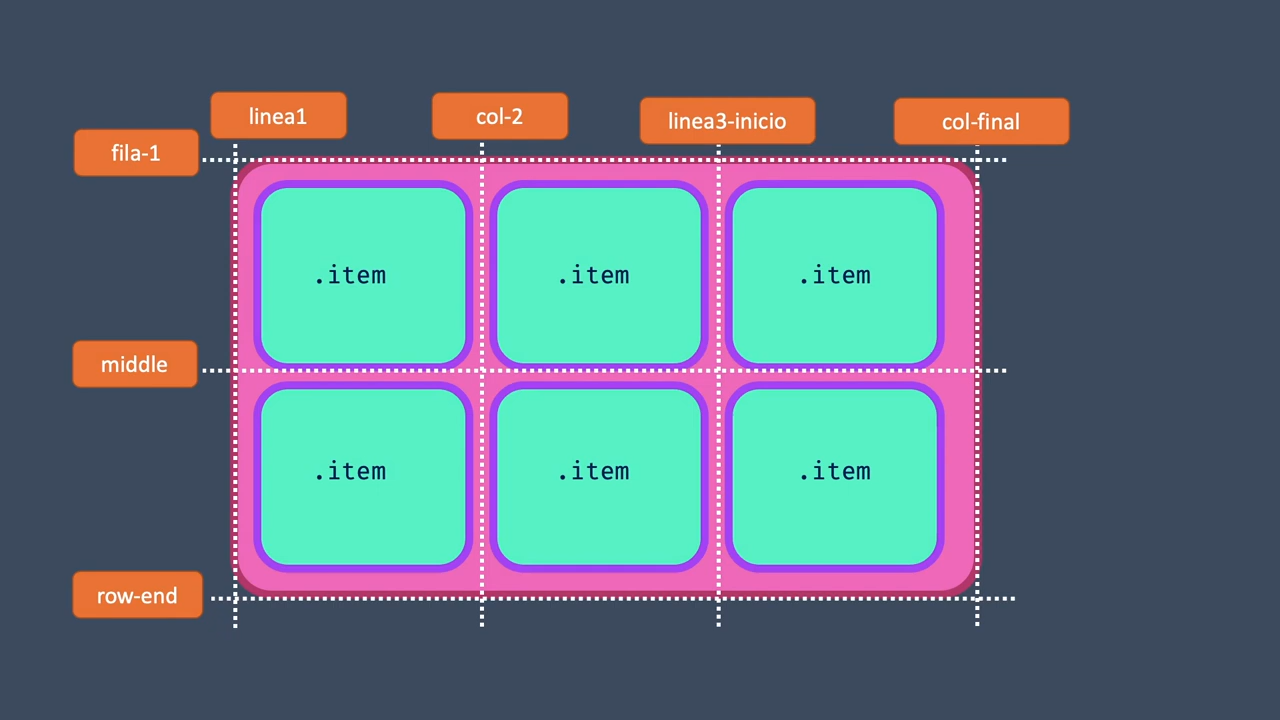 linea1
col-2
linea3-inicio
col-final
fila-1
.item
.item
.item
middle
.item
.item
.item
row-end